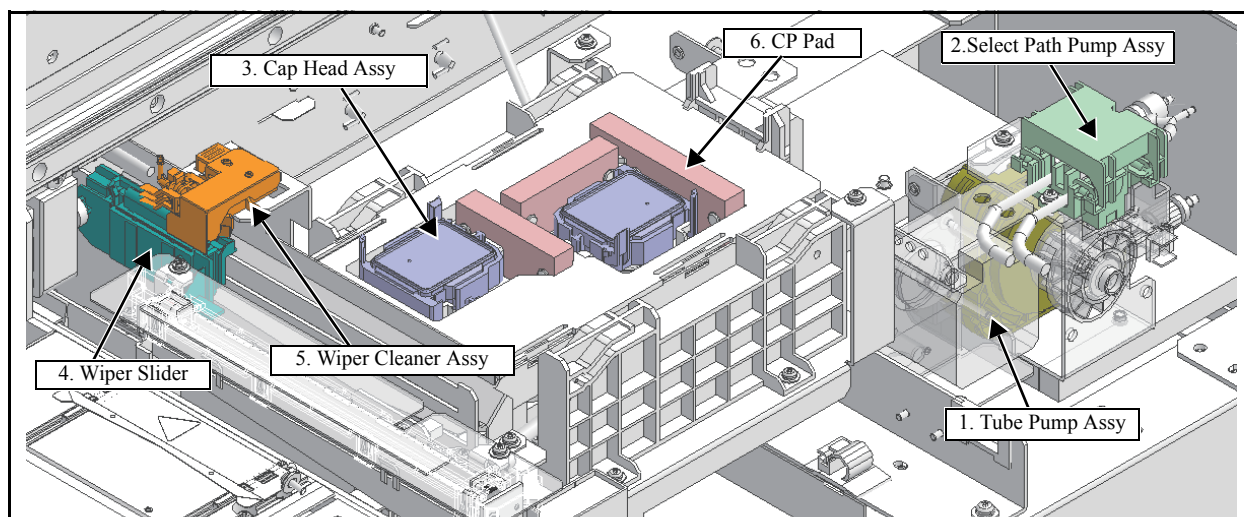 6. CP Pad
2.Select Path Pump Assy
3. Cap Head Assy
4. Wiper Slider
5. Wiper Cleaner Assy
1. Tube Pump Assy